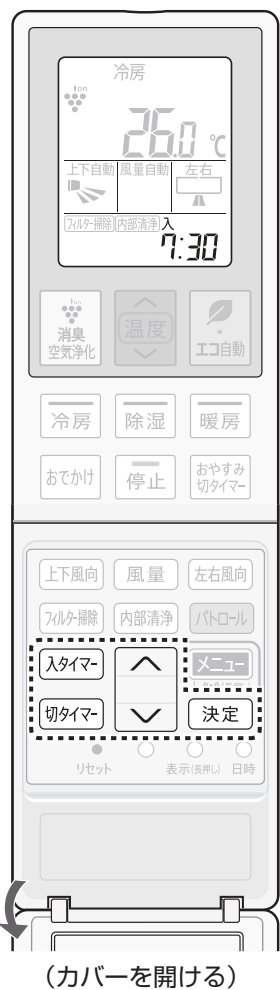 冷房
Ion
26.0 ℃
上下自動 風量自動 左右
フィルター掃除 内部清浄 入
7:30
Ion
消臭
空気浄化
温度
エコ自動
冷房 除湿 暖房
おでかけ 停止 おやすみ
切タイマー
上下風向 風量 左右風向
フィルター掃除 内部清浄 パトロール
入タイマー メニュー
切タイマー 決定
リセット 表示(長押し) 日時
(カバーを開ける)